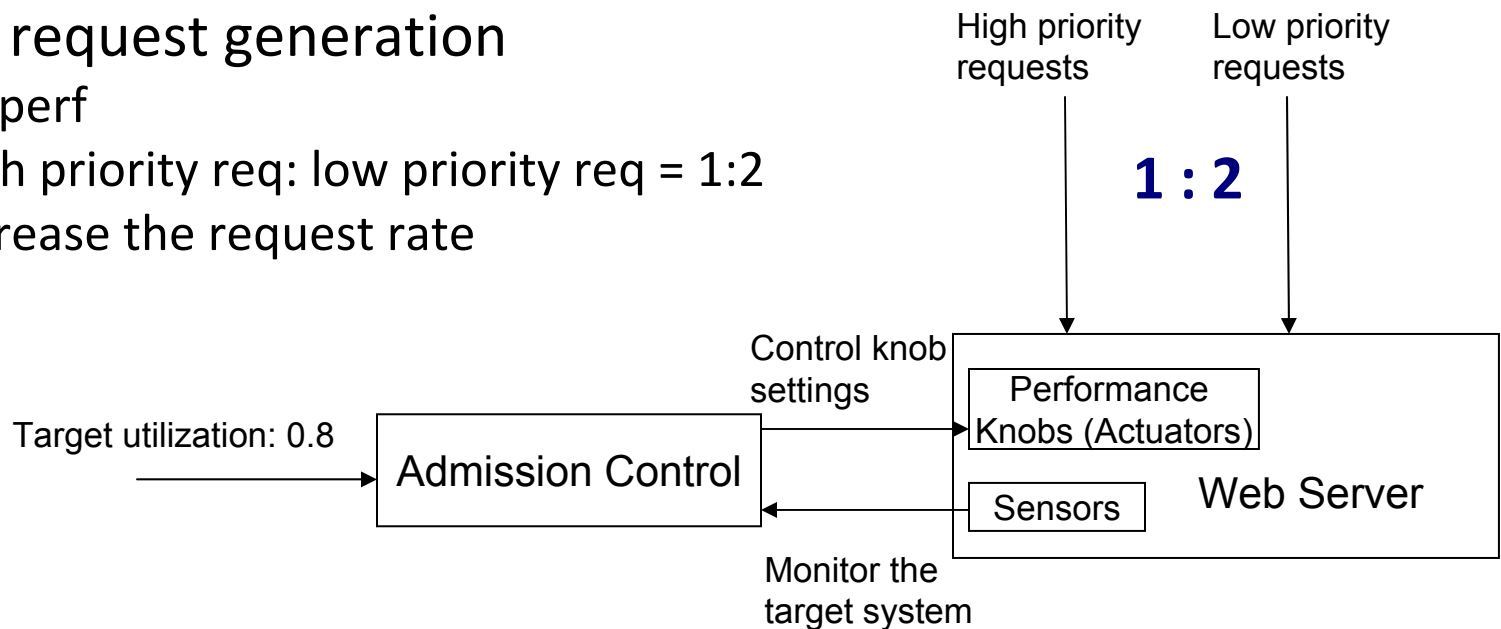 request generation
perf
h priority req: low priority req = 1:2
rease the request rate
High priority
requests
Low priority
requests
1 : 2
Control knob
settings
Performance
Knobs (Actuators)
Target utilization: 0.8
Admission Control
Sensors
Web Server
Monitor the
target system